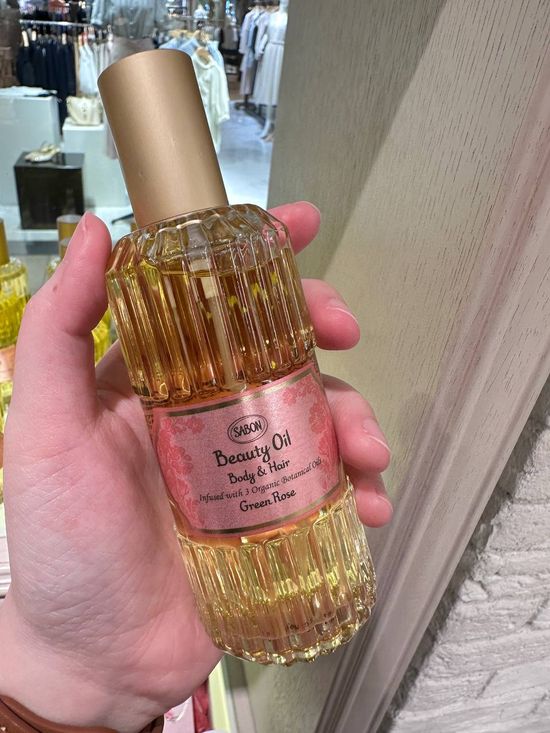 SABON
Beauty Oil
Body & Hair
Infused with 3 Organic Botanical Oils
Green Rose